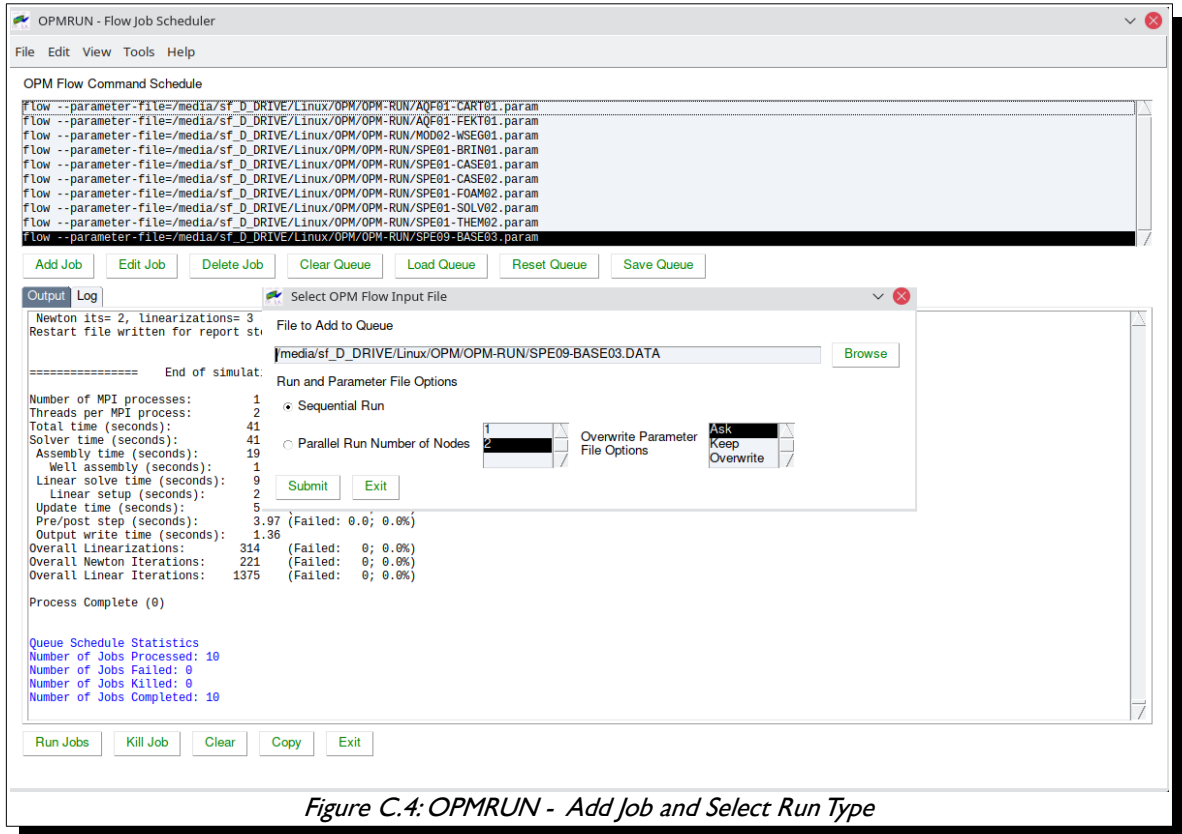 OPMRUN - Flow Job Scheduler
File Edit View Tools Help
OPM Flow Command Schedule
flow --parameter-file=/media/sf_D_DRIVE/Linux/OPM/OPM-RUN/AQF01-CART01.param
flow --parameter-file=/media/sf_D_DRIVE/Linux/OPM/OPM-RUN/AQF01-FEKT01.param
flow --parameter-file=/media/sf_D_DRIVE/Linux/OPM/OPM-RUN/MOD02-WSEG01.param
flow --parameter-file=/media/sf_D_DRIVE/Linux/OPM/OPM-RUN/SPE01-BRIN01.param
flow --parameter-file=/media/sf_D_DRIVE/Linux/OPM/OPM-RUN/SPE01-CASE01.param
flow --parameter-file=/media/sf_D_DRIVE/Linux/OPM/OPM-RUN/SPE01-CASE02.param
flow --parameter-file=/media/sf_D_DRIVE/Linux/OPM/OPM-RUN/SPE01-FOAM02.param
flow --parameter-file=/media/sf_D_DRIVE/Linux/OPM/OPM-RUN/SPE01-SOLV02.param
flow --parameter-file=/media/sf_D_DRIVE/Linux/OPM/OPM-RUN/SPE01-THEM02.param
flow --parameter-file=/media/sf_D_DRIVE/Linux/OPM/OPM-RUN/SPE09-BASE03.param
Add Job Edit Job Delete Job Clear Queue Load Queue Reset Queue Save Queue
Output Log
Newton its= 2, linearizations= 3
Restart file written for report st
================ End of simulat
Number of MPI processes: 1
Threads per MPI process: 2
Total time (seconds): 41
Solver time (seconds): 41
Assembly time (seconds): 19
Well assembly (seconds): 1
Linear solve time (seconds): 9
Linear setup (seconds): 2
Update time (seconds): 5
Pre/post step (seconds): 3.97 (Failed: 0.0; 0.0%)
Output write time (seconds): 1.36
Overall Linearizations: 314 (Failed: 0; 0.0%)
Overall Newton Iterations: 221 (Failed: 0; 0.0%)
Overall Linear Iterations: 1375 (Failed: 0; 0.0%)
Process Complete (0)
Queue Schedule Statistics
Number of Jobs Processed: 10
Number of Jobs Failed: 0
Number of Jobs Killed: 0
Number of Jobs Completed: 10
Select OPM Flow Input File
File to Add to Queue
/media/sf_D_DRIVE/Linux/OPM/OPM-RUN/SPE09-BASE03.DATA
Browse
Run and Parameter File Options
Sequential Run
Parallel Run Number of Nodes
1
2
Overwrite Parameter
File Options
Ask
Keep
Overwrite
Submit Exit
Run Jobs Kill Job Clear Copy Exit
Figure C.4: OPMRUN - Add Job and Select Run Type